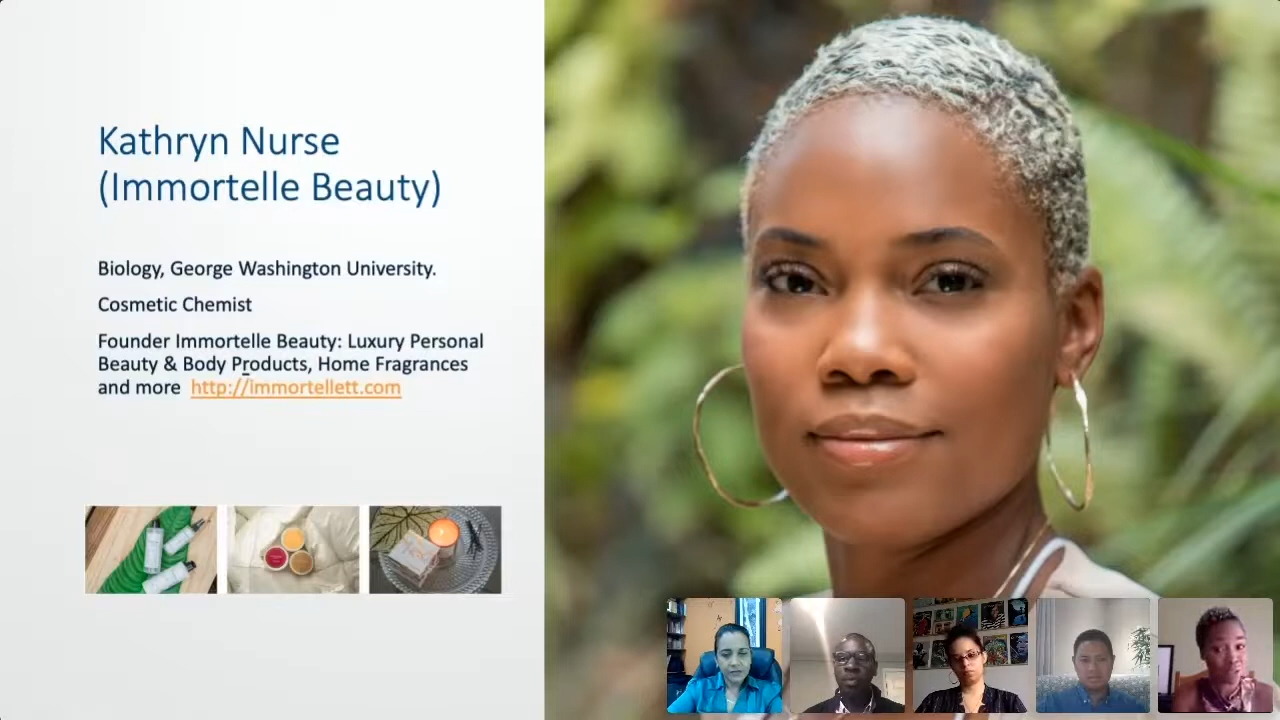 Kathryn Nurse
(Immortelle Beauty)
Biology, George Washington University.
Cosmetic Chemist
Founder Immortelle Beauty: Luxury Personal
Beauty & Body Products, Home Fragrances
and more http://immortellett.com